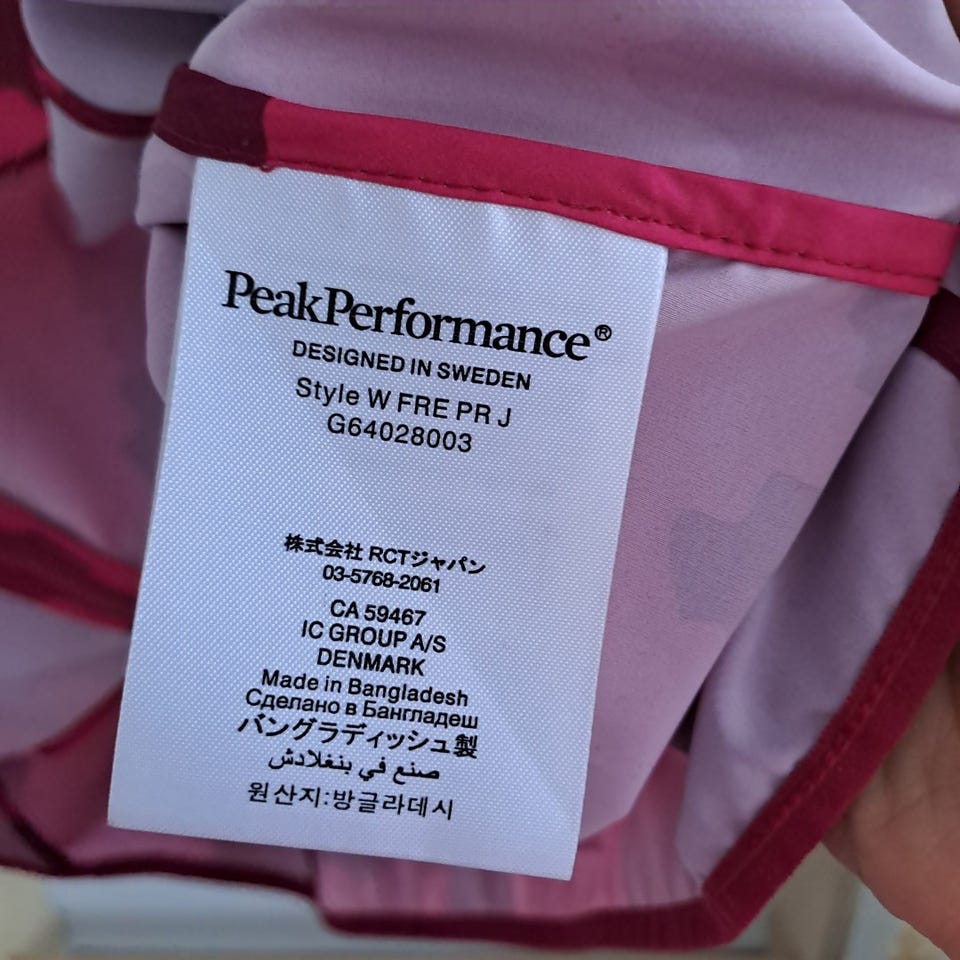 PeakPerformance®
DESIGNED IN SWEDEN
Style W FRE PR J
G64028003
株式会社 RCTジャパン
03-5768-2061
CA 59467
IC GROUP A/S
DENMARK
Made in Bangladesh
Сделано в Бангладеш
バングラディッシュ製
صنع في بنغلادش
원산지:방글라데시